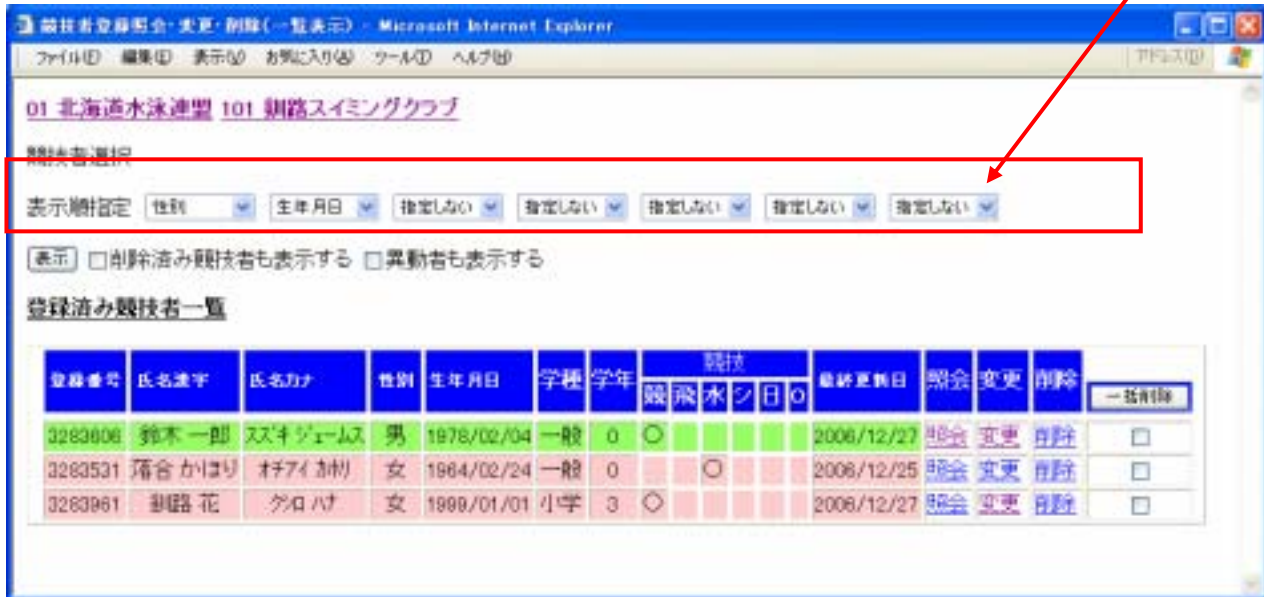 競技者登録照会・変更・削除(一覧表示) - Microsoft Internet Explorer
ファイル(F) 編集(E) 表示(V) お気に入り(A) ツール(T) ヘルプ(H) アドレス(D)
01 北海道水泳連盟 101 釧路スイミングクラブ
競技者選択
表示順指定 性別 生年月日 指定しない 指定しない 指定しない 指定しない 指定しない
表示 削除済み競技者も表示する 異動者も表示する
登録済み競技者一覧
登録番号 氏名漢字 氏名カナ 性別 生年月日 学種 学年 競技 最終更新日 照会 変更 削除
競 飛 水 シ 日 O 一括削除
3283606 鈴木 一郎 スズキ ジェームス 男 1978/02/04 一般 0 ○ 2006/12/27 照会 変更 削除
3283531 落合 かほり オチアイ カホリ 女 1964/02/24 一般 0 ○ 2006/12/25 照会 変更 削除
3283961 釧路 花 クシロ ハナ 女 1999/01/01 小学 3 ○ 2006/12/27 照会 変更 削除